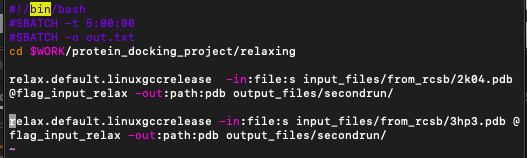 #!/bin/bash
#SBATCH -t 5:00:00
#SBATCH -o out.txt
cd $WORK/protein_docking_project/relaxing

relax.default.linuxgccrelease  -in:file:s input_files/from_rcsb/2k04.pdb
@flag_input_relax -out:path:pdb output_files/secondrun/

relax.default.linuxgccrelease -in:file:s input_files/from_rcsb/3hp3.pdb @
flag_input_relax -out:path:pdb output_files/secondrun/
~